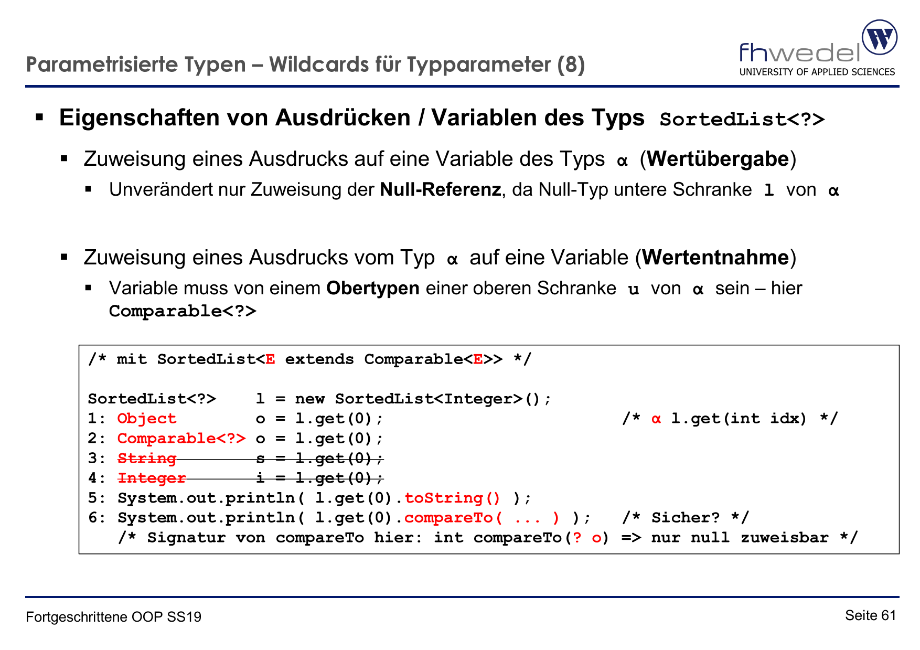 Parametrisierte Typen – Wildcards für Typparameter (8)
fhwedel
UNIVERSITY OF APPLIED SCIENCES
▪ Eigenschaften von Ausdrücken / Variablen des Typs SortedList<?>
▪ Zuweisung eines Ausdrucks auf eine Variable des Typs α (Wertübergabe)
▪ Unverändert nur Zuweisung der Null-Referenz, da Null-Typ untere Schranke l von α
▪ Zuweisung eines Ausdrucks vom Typ α auf eine Variable (Wertentnahme)
▪ Variable muss von einem Obertypen einer oberen Schranke u von α sein – hier
Comparable<?>
/* mit SortedList<E extends Comparable<E>> */
SortedList<?> l = new SortedList<Integer>();
1: Object o = l.get(0); /* α l.get(int idx) */
2: Comparable<?> o = l.get(0);
3: String s = l.get(0);
4: Integer i = l.get(0);
5: System.out.println( l.get(0).toString() );
6: System.out.println( l.get(0).compareTo( ... ) ); /* Sicher? */
/* Signatur von compareTo hier: int compareTo(? o) => nur null zuweisbar */
Fortgeschrittene OOP SS19
Seite 61